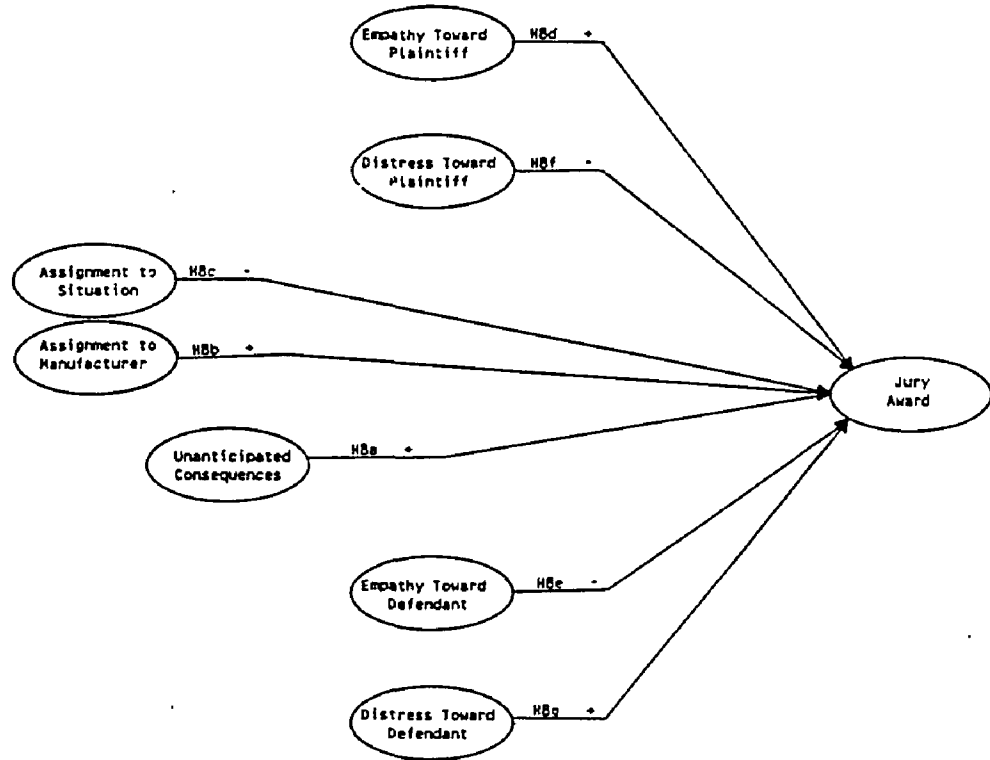 Empathy Toward
Plaintiff
H8d +
Distress Toward
Plaintiff
H8f -
Assignment to
Situation
H8c -
Assignment to
Manufacturer
H8b +
Jury
Award
Unanticipated
Consequences
H8a +
Empathy Toward
Defendant
H8e -
Distress Toward
Defendant
H8g +